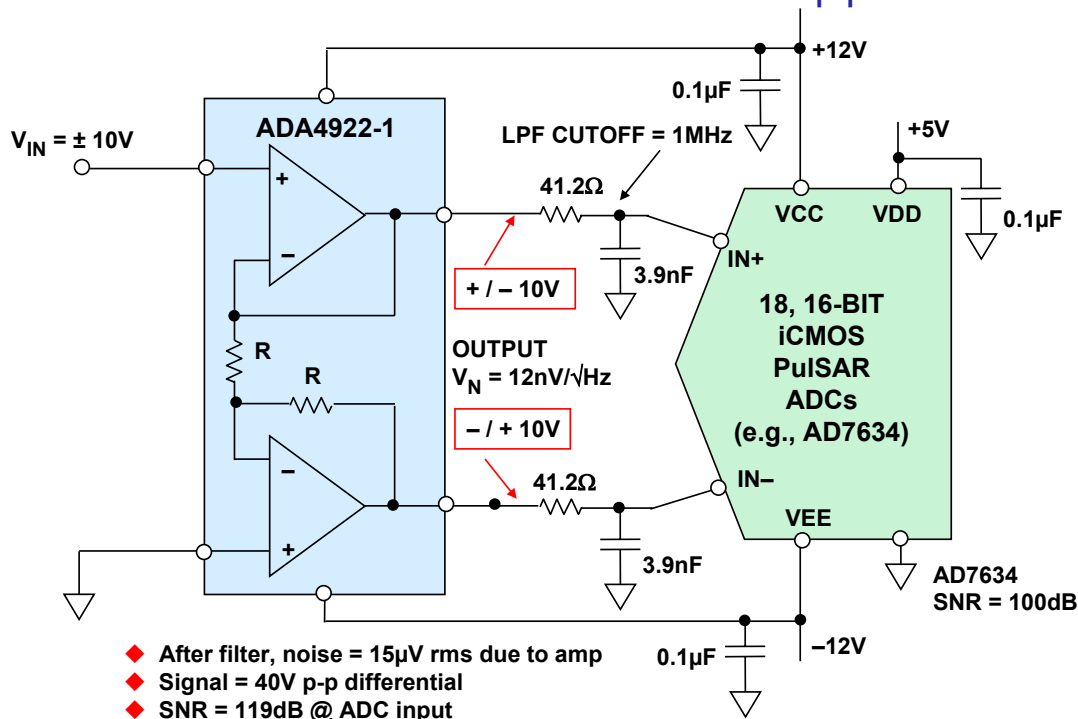 +12V
0.1µF
ADA4922-1
V_IN = ± 10V
LPF CUTOFF = 1MHz
+5V
41.2Ω
VCC
VDD
0.1µF
+
−
IN+
3.9nF
+ / – 10V
18, 16-BIT
iCMOS
PulSAR
ADCs
(e.g., AD7634)
R
R
OUTPUT
V_N = 12nV/√Hz
– / + 10V
−
+
41.2Ω
IN–
VEE
3.9nF
AD7634
SNR = 100dB
–12V
0.1µF
◆ After filter, noise = 15µV rms due to amp
◆ Signal = 40V p-p differential
◆ SNR = 119dB @ ADC input